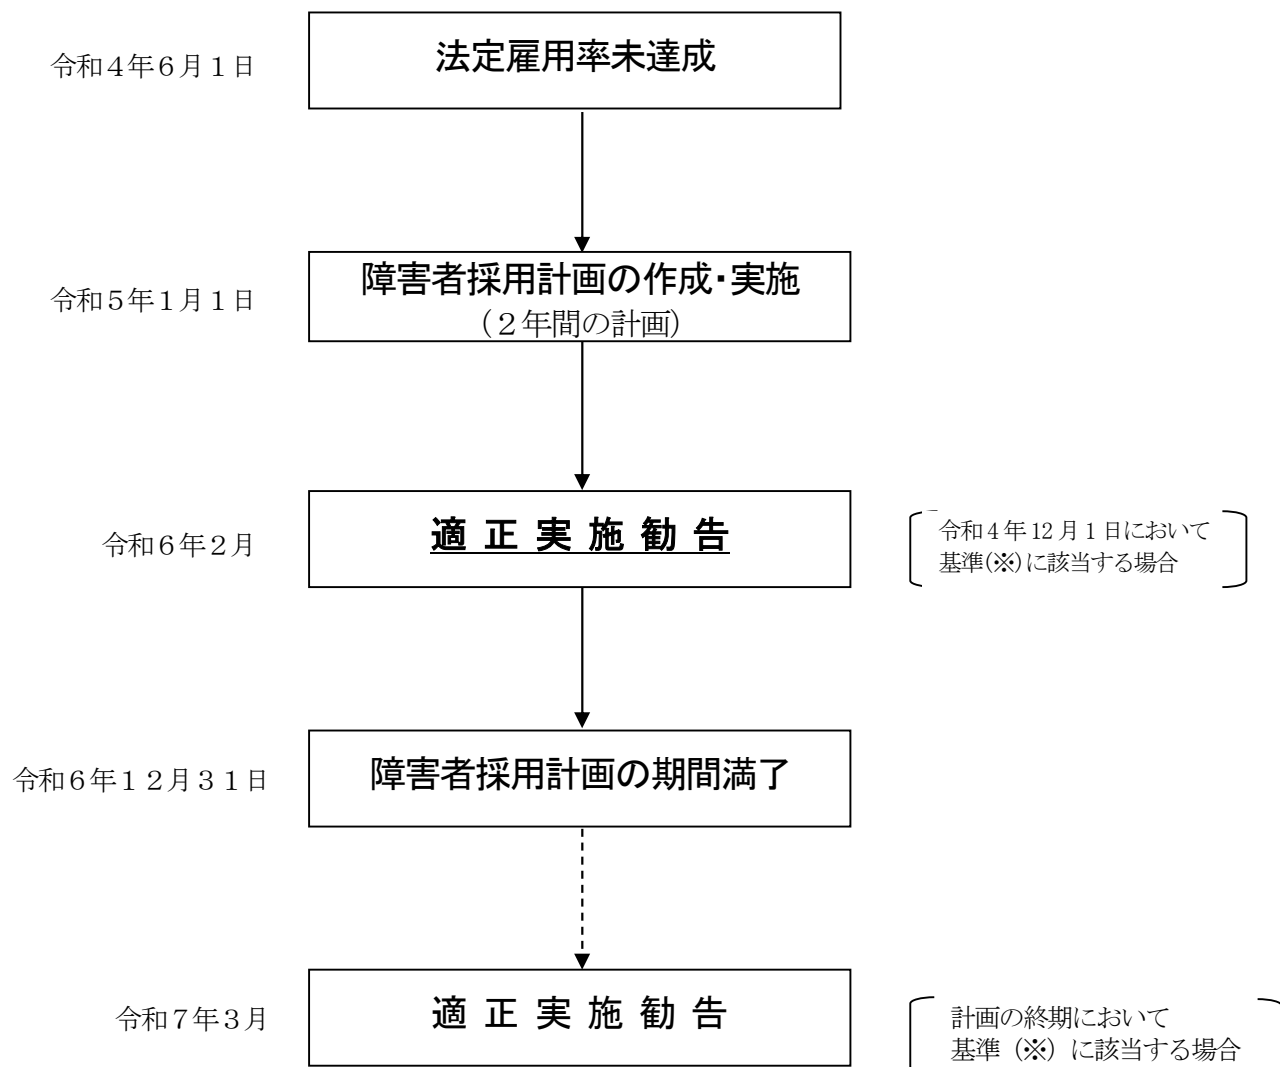 令和４年６月１日
法定雇用率未達成
令和５年１月１日
障害者採用計画の作成・実施
（２年間の計画）
令和６年２月
適 正 実 施 勧 告
令和４年12月１日において
基準(※)に該当する場合
令和６年１２月３１日
障害者採用計画の期間満了
令和７年３月
適 正 実 施 勧 告
計画の終期において
基準（※）に該当する場合